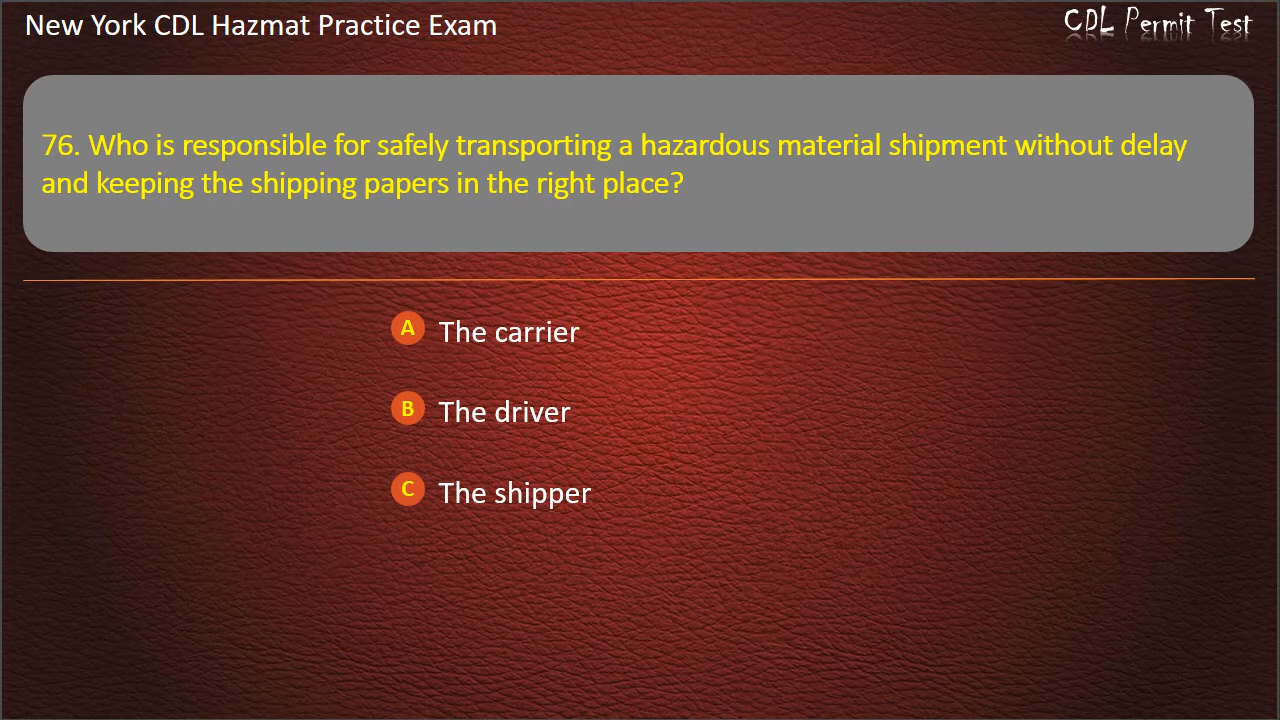 New York CDL Hazmat Practice Exam
CDL Permit Test
76. Who is responsible for safely transporting a hazardous material shipment without delay
and keeping the shipping papers in the right place?
A The carrier
B The driver
C The shipper